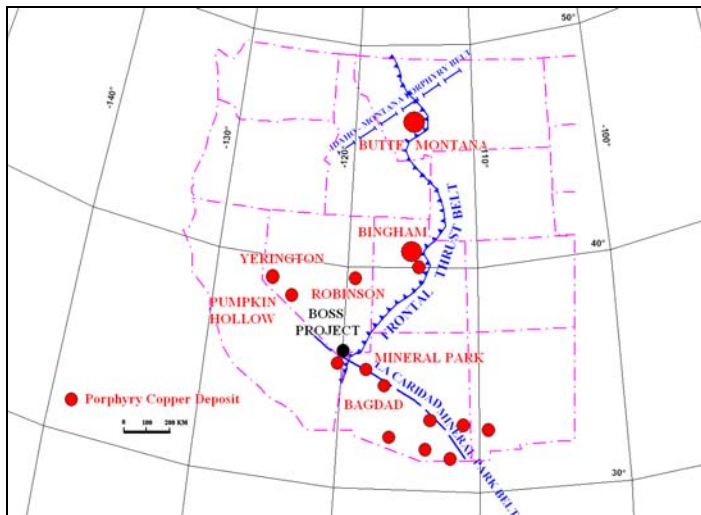 50°
-140°
-130°
-120°
-110°
-100°
IDAHO - MONTANA PORPHYRY BELT
BUTTE MONTANA
BINGHAM
FRONTAL THRUST BELT
40°
YERINGTON
PUMPKIN
HOLLOW
ROBINSON
BOSS
PROJECT
MINERAL PARK
LA CARIDAD MINERAL PARK BELT
BAGDAD
Porphyry Copper Deposit
0 100 200 KM
30°